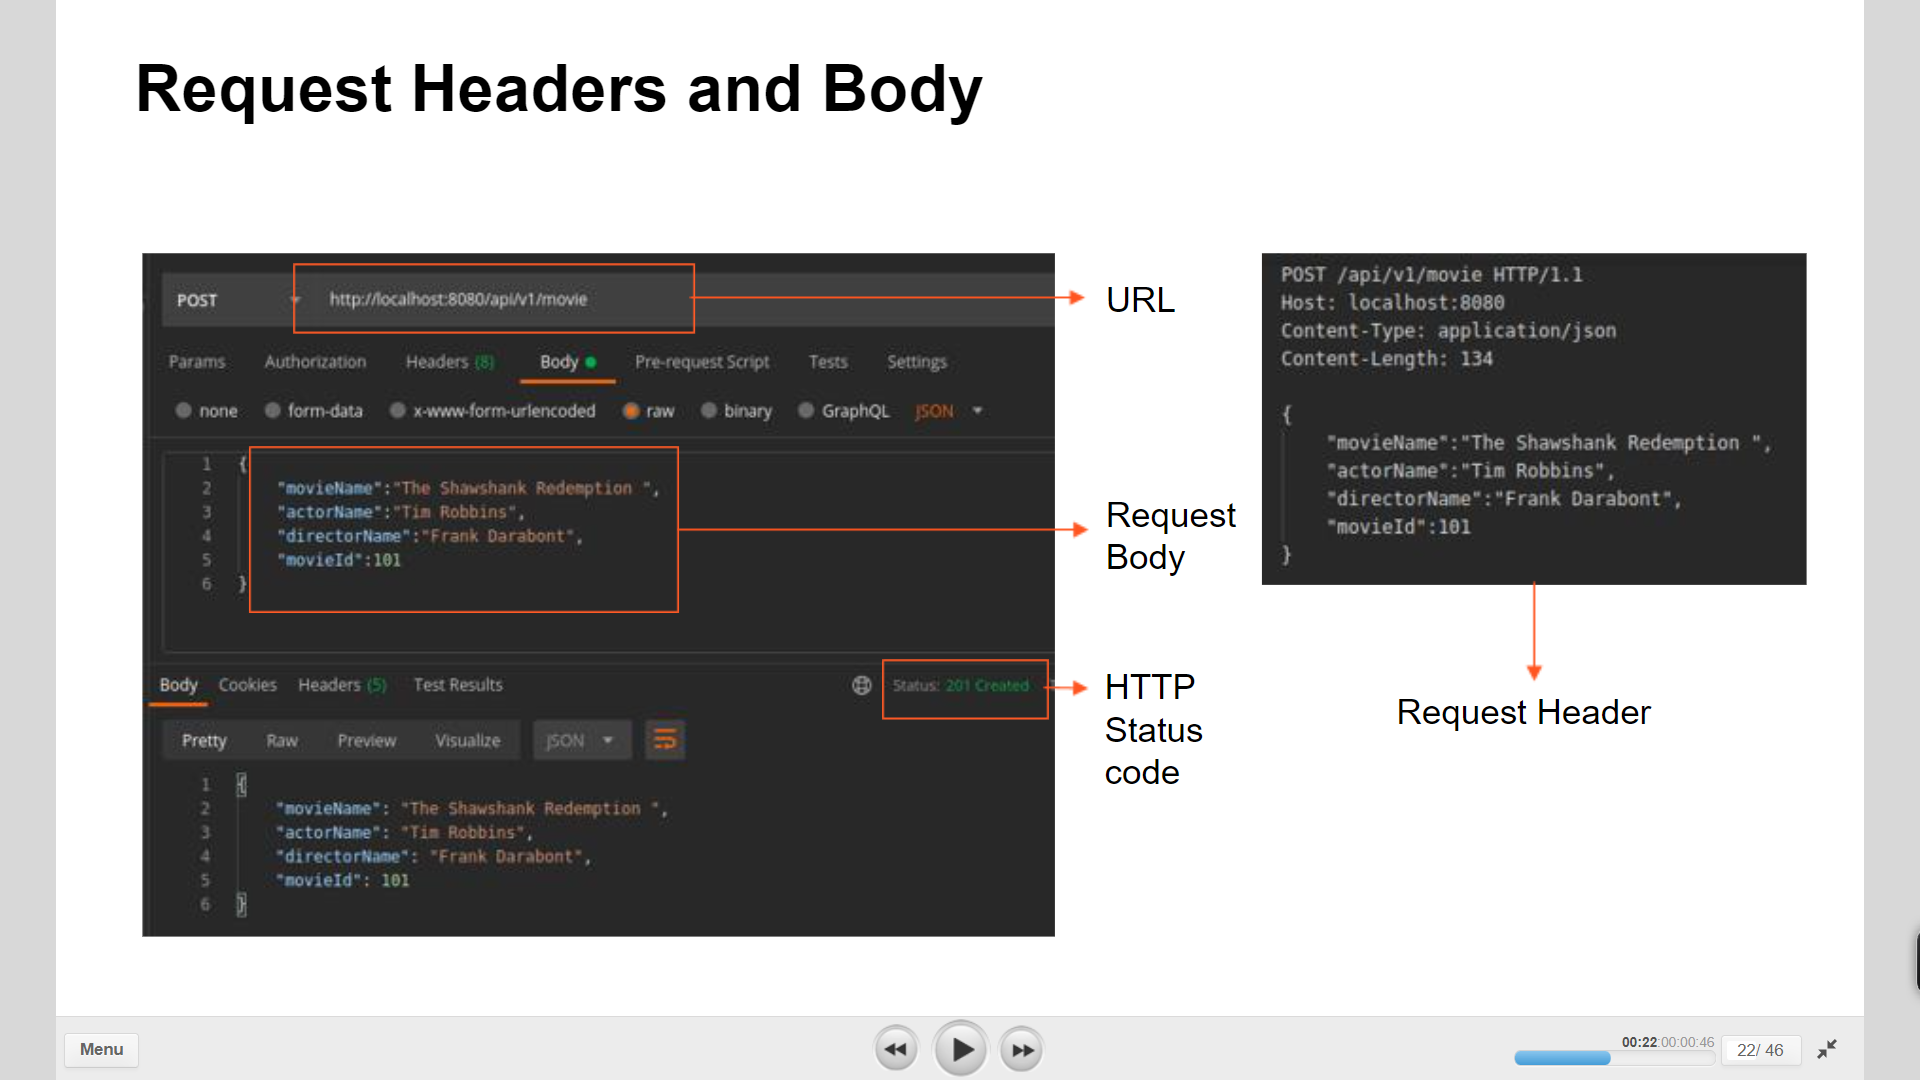 Request Headers and Body
POST http://localhost:8080/api/v1/movie
Params Authorization Headers (8) Body Pre-request Script Tests Settings
none form-data x-www-form-urlencoded raw binary GraphQL JSON
1 {
2 "movieName":"The Shawshank Redemption ",
3 "actorName":"Tim Robbins",
4 "directorName":"Frank Darabont",
5 "movieId":101
6 }
Body Cookies Headers (5) Test Results Status: 201 Created
Pretty Raw Preview Visualize JSON
1 {
2 "movieName": "The Shawshank Redemption ",
3 "actorName": "Tim Robbins",
4 "directorName": "Frank Darabont",
5 "movieId": 101
6 }
URL
Request
Body
HTTP
Status
code
POST /api/v1/movie HTTP/1.1
Host: localhost:8080
Content-Type: application/json
Content-Length: 134
{
"movieName":"The Shawshank Redemption ",
"actorName":"Tim Robbins",
"directorName":"Frank Darabont",
"movieId":101
}
Request Header
Menu
00:22:00:00:46
22/ 46